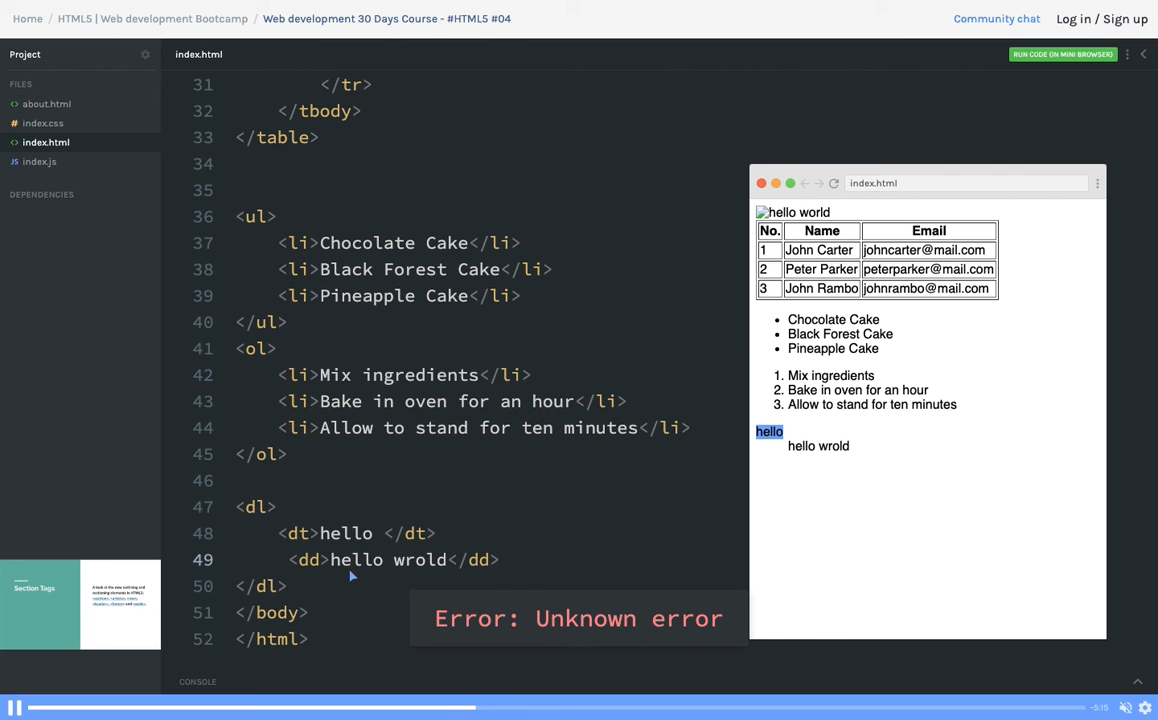 Home / HTML5 | Web development Bootcamp / Web development 30 Days Course - #HTML5 #04
Community chat
Log in / Sign up
Project
index.html
RUN CODE (IN MINI BROWSER)
FILES
<> about.html
# index.css
<> index.html
JS index.js
DEPENDENCIES
31 </tr>
32 </tbody>
33 </table>
34
35
36 <ul>
37 <li>Chocolate Cake</li>
38 <li>Black Forest Cake</li>
39 <li>Pineapple Cake</li>
40 </ul>
41 <ol>
42 <li>Mix ingredients</li>
43 <li>Bake in oven for an hour</li>
44 <li>Allow to stand for ten minutes</li>
45 </ol>
46
47 <dl>
48 <dt>hello </dt>
49 <dd>hello wrold</dd>
50 </dl>
51 </body>
52 </html>
index.html
hello world
No. Name Email
1 John Carter johncarter@mail.com
2 Peter Parker peterparker@mail.com
3 John Rambo johnrambo@mail.com
• Chocolate Cake
• Black Forest Cake
• Pineapple Cake
1. Mix ingredients
2. Bake in oven for an hour
3. Allow to stand for ten minutes
hello
hello wrold
Section Tags
Error: Unknown error
CONSOLE
-5:15